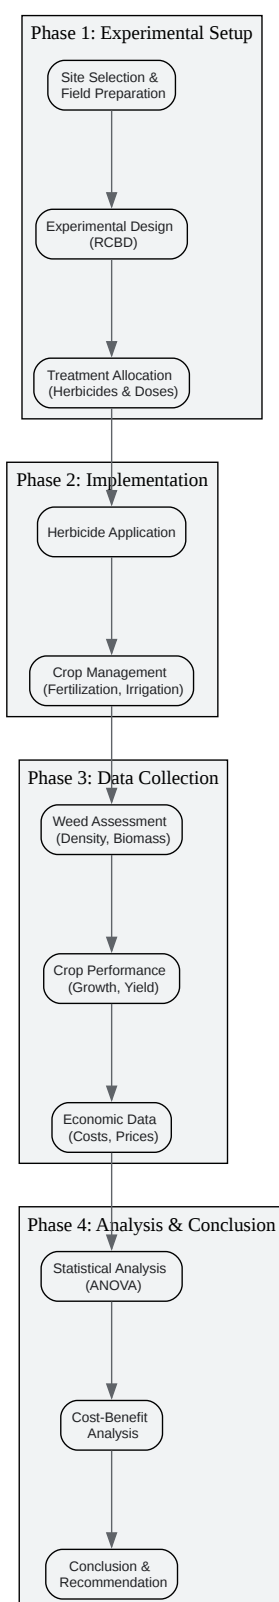 Phase 1: Experimental Setup
Site Selection &
Field Preparation
Experimental Design
(RCBD)
Treatment Allocation
(Herbicides & Doses)
Phase 2: Implementation
Herbicide Application
Crop Management
(Fertilization, Irrigation)
Phase 3: Data Collection
Weed Assessment
(Density, Biomass)
Crop Performance
(Growth, Yield)
Economic Data
(Costs, Prices)
Phase 4: Analysis & Conclusion
Statistical Analysis
(ANOVA)
Cost-Benefit
Analysis
Conclusion &
Recommendation